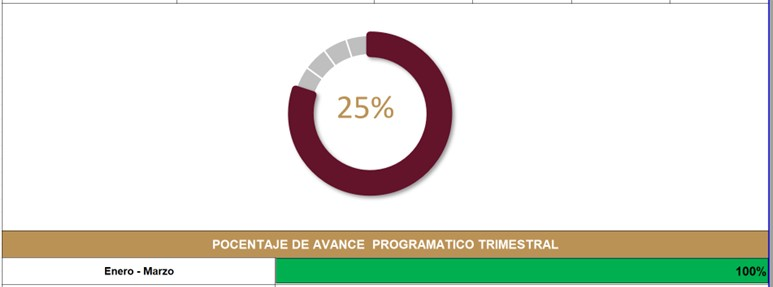 25%
POCENTAJE DE AVANCE  PROGRAMATICO TRIMESTRAL
Enero - Marzo 100%